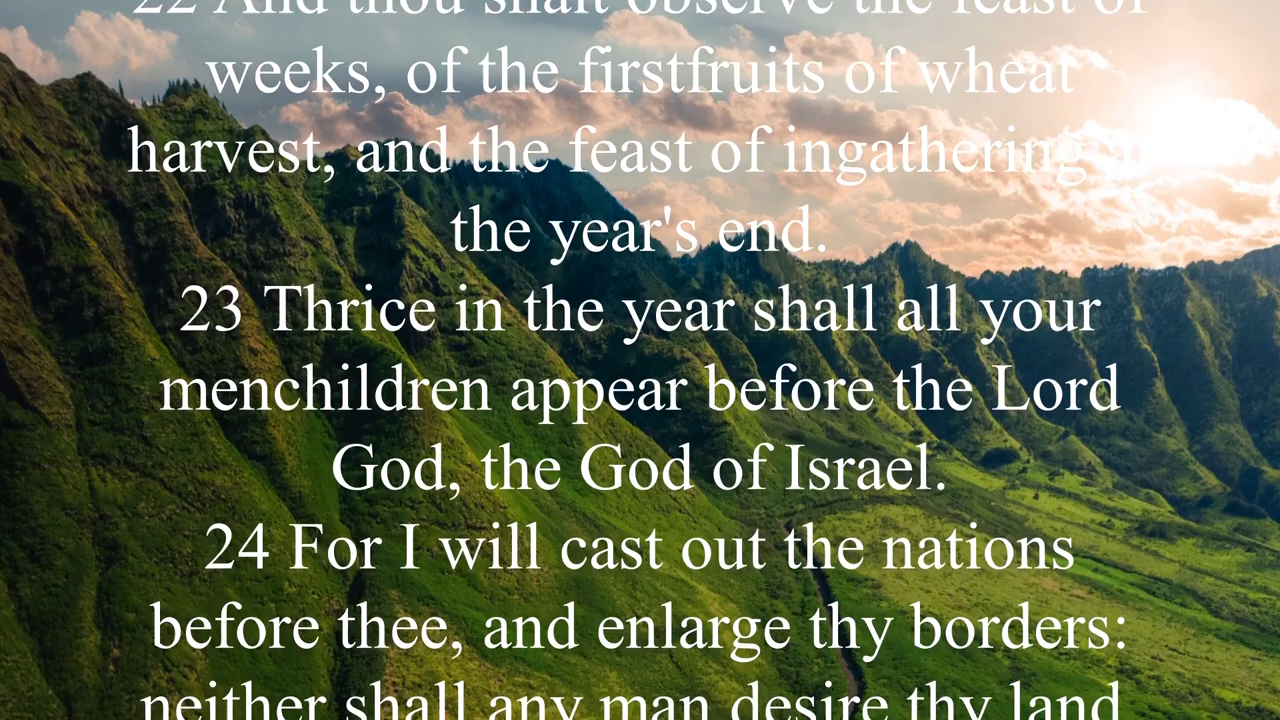 22 And thou shalt observe the feast of
weeks, of the firstfruits of wheat
harvest, and the feast of ingathering
the year's end.
23 Thrice in the year shall all your
menchildren appear before the Lord
God, the God of Israel.
24 For I will cast out the nations
before thee, and enlarge thy borders:
neither shall any man desire thy land